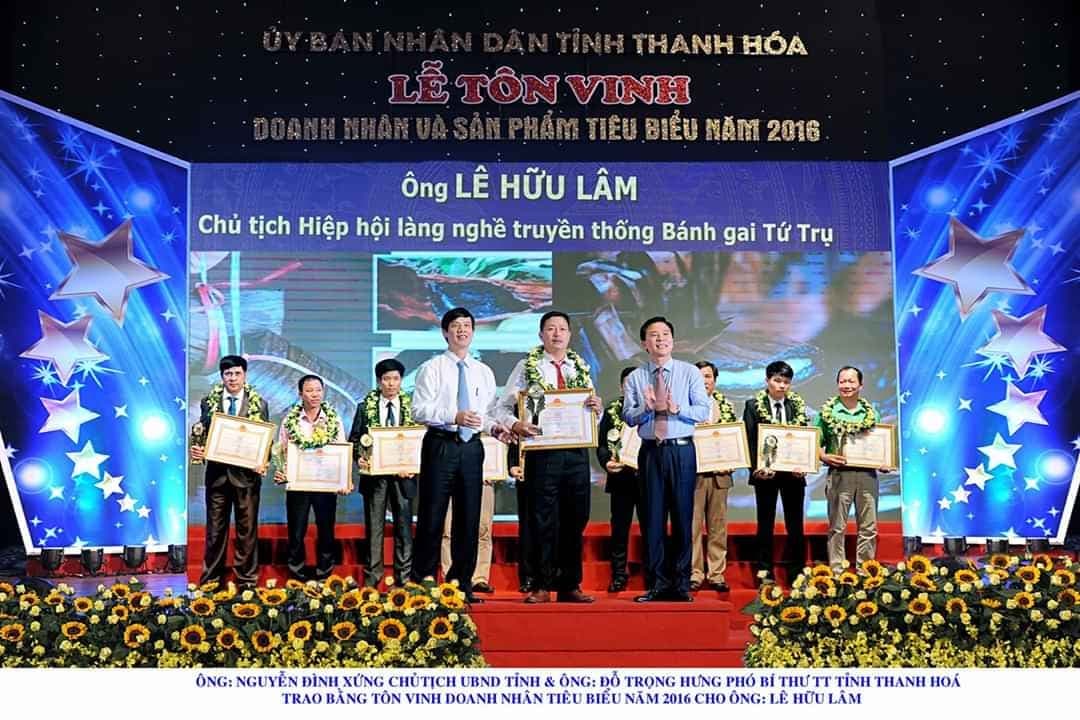 ỦY BAN NHÂN DÂN TỈNH THANH HÓA
LỄ TÔN VINH
DOANH NHÂN VÀ SẢN PHẨM TIÊU BIỂU NĂM 2016
Ông LÊ HỮU LÂM
Chủ tịch Hiệp hội làng nghề truyền thống Bánh gai Tứ Trụ
ÔNG: NGUYỄN ĐÌNH XỨNG CHỦTỊCH UBND TỈNH & ÔNG: ĐỖ TRỌNG HƯNG PHÓ BÍ THƯ TT TỈNH THANH HOÁ
TRAO BẰNG TÔN VINH DOANH NHÂN TIÊU BIỂU NĂM 2016 CHO ÔNG: LÊ HỮU LÂM